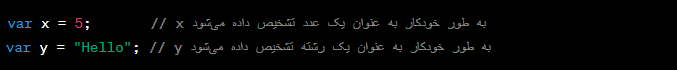 var x = 5;        // x به طور خودکار به عنوان یک عدد تشخیص داده می‌شود
var y = "Hello"; // y به طور خودکار به عنوان یک رشته تشخیص داده می‌شود